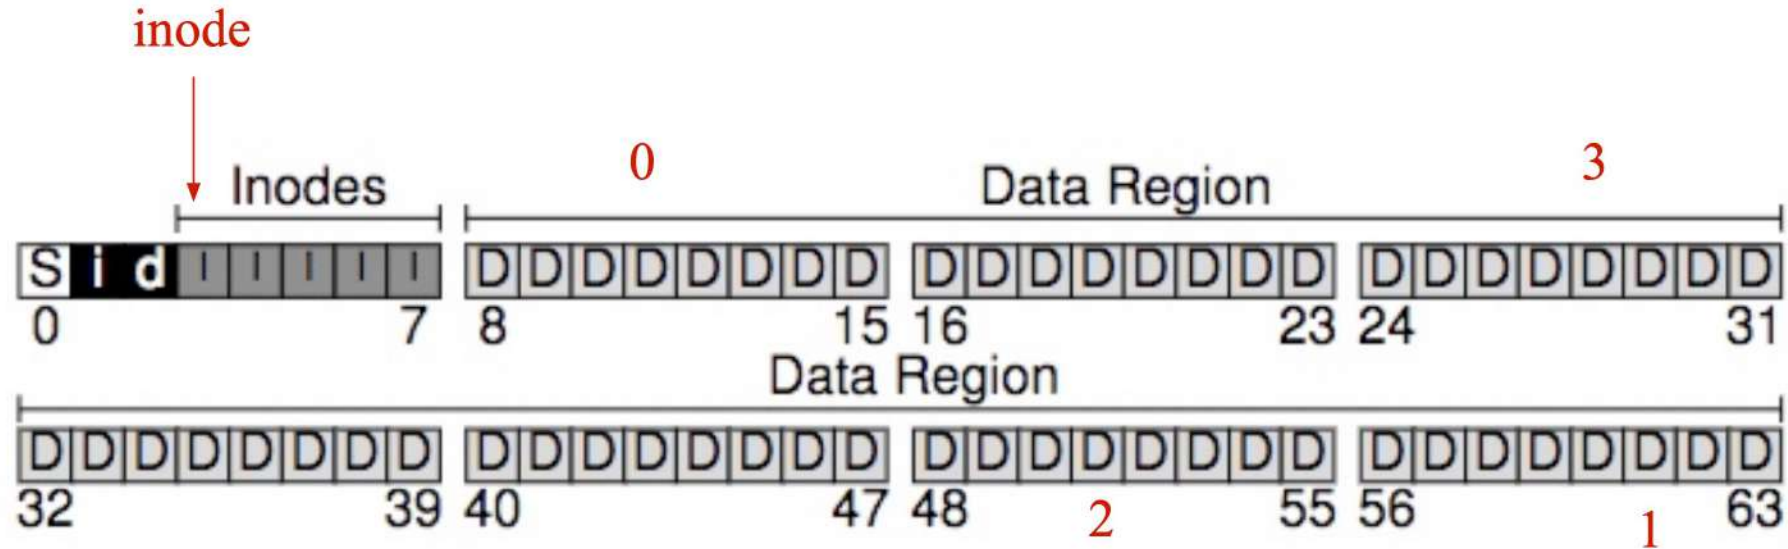 inode
0
3
Inodes
Data Region
S i d I I I I I D D D D D D D D D D D D D D D D D D D D D D D D
0 7 8 15 16 23 24 31
Data Region
D D D D D D D D D D D D D D D D D D D D D D D D D D D D D D D D
32 39 40 47 48 55 56 63
2
1